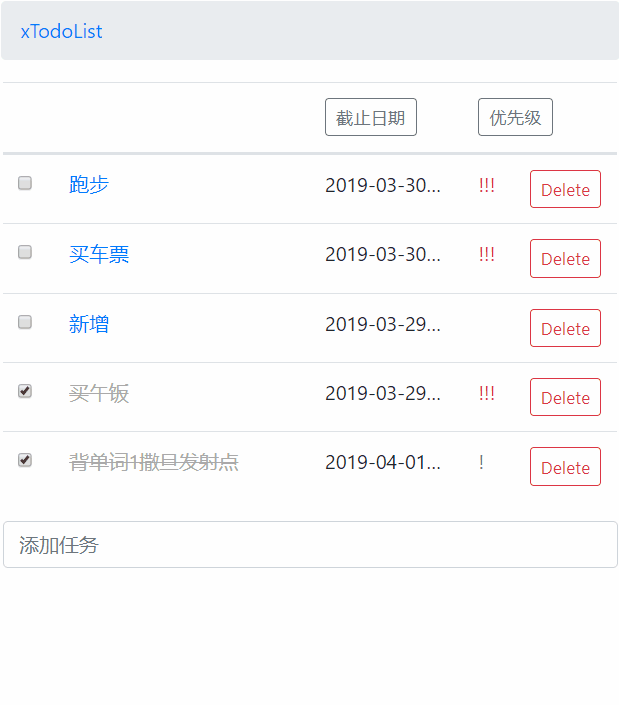 xTodoList
截止日期 优先级
跑步 2019-03-30... !!! Delete
买车票 2019-03-30... !!! Delete
新增 2019-03-29... Delete
买午饭 2019-03-29... !!! Delete
背单词1撒旦发射点 2019-04-01... ! Delete
添加任务